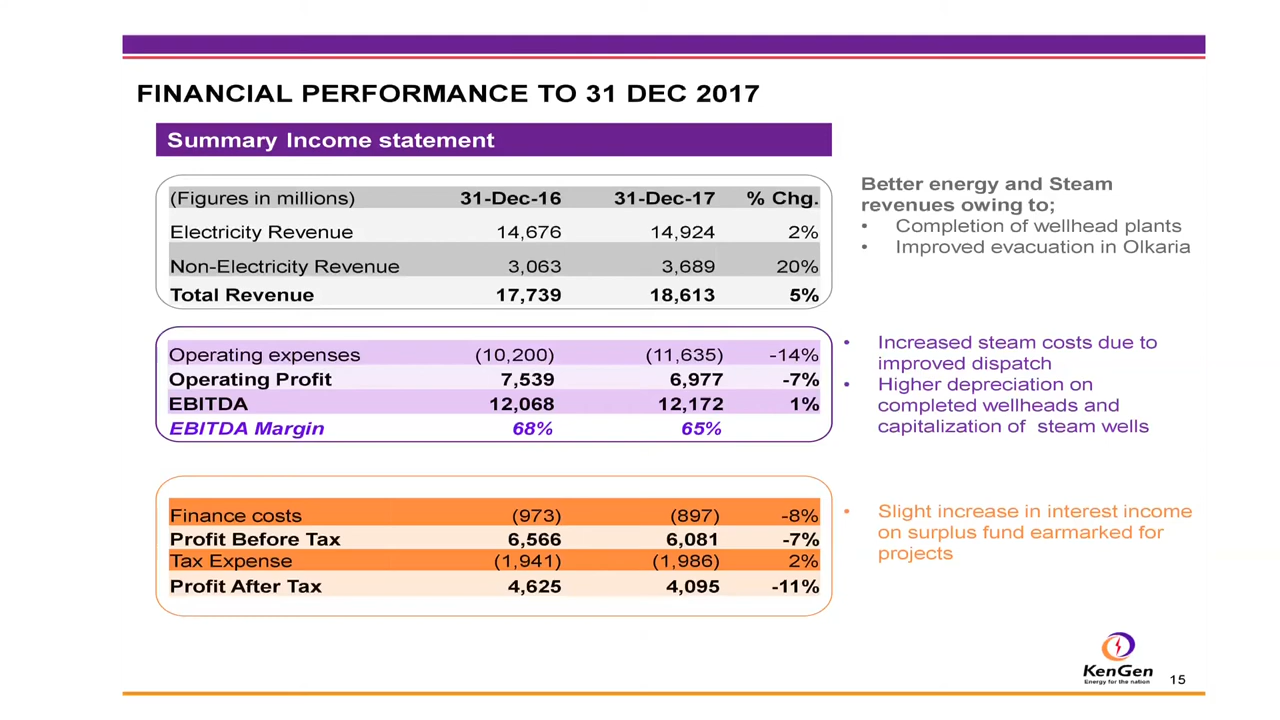 FINANCIAL PERFORMANCE TO 31 DEC 2017
Summary Income statement
(Figures in millions) 31-Dec-16 31-Dec-17 % Chg.
Electricity Revenue 14,676 14,924 2%
Non-Electricity Revenue 3,063 3,689 20%
Total Revenue 17,739 18,613 5%
Better energy and Steam
revenues owing to;
• Completion of wellhead plants
• Improved evacuation in Olkaria
Operating expenses (10,200) (11,635) -14%
Operating Profit 7,539 6,977 -7%
EBITDA 12,068 12,172 1%
EBITDA Margin 68% 65%
• Increased steam costs due to
improved dispatch
• Higher depreciation on
completed wellheads and
capitalization of steam wells
Finance costs (973) (897) -8%
Profit Before Tax 6,566 6,081 -7%
Tax Expense (1,941) (1,986) 2%
Profit After Tax 4,625 4,095 -11%
• Slight increase in interest income
on surplus fund earmarked for
projects
KenGen
Energy for the nation
15